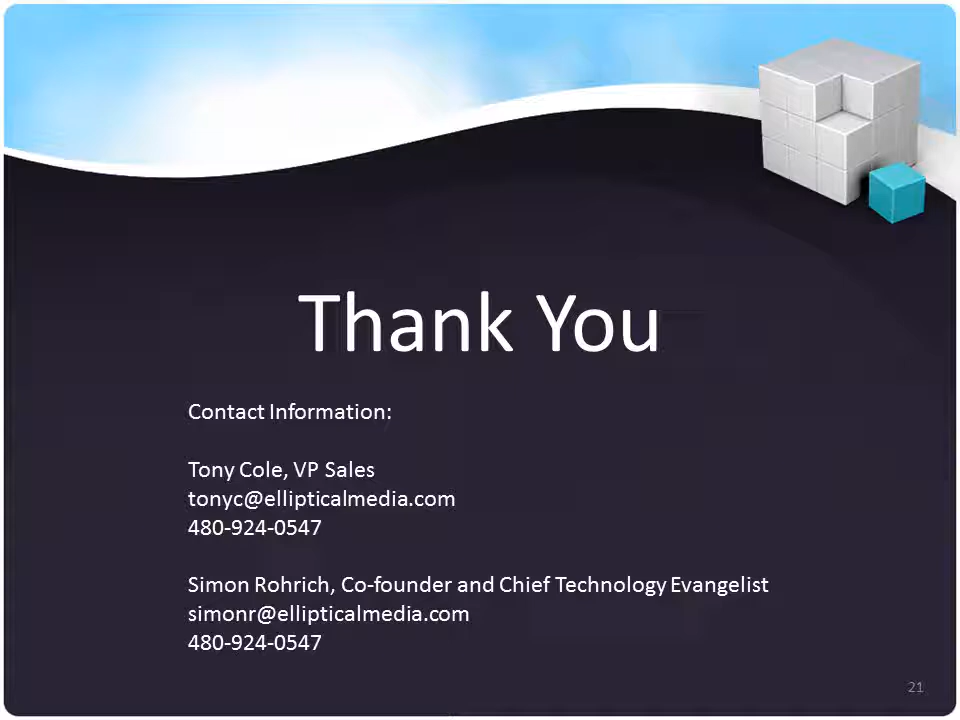 Thank You
Contact Information:
Tony Cole, VP Sales
tonyc@ellipticalmedia.com
480-924-0547
Simon Rohrich, Co-founder and Chief Technology Evangelist
simonr@ellipticalmedia.com
480-924-0547
21